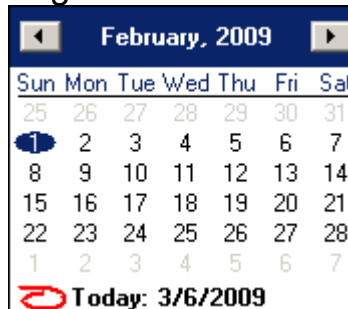 February, 2009
Sun Mon Tue Wed Thu Fri Sat
25 26 27 28 29 30 31
1 2 3 4 5 6 7
8 9 10 11 12 13 14
15 16 17 18 19 20 21
22 23 24 25 26 27 28
1 2 3 4 5 6 7
Today: 3/6/2009